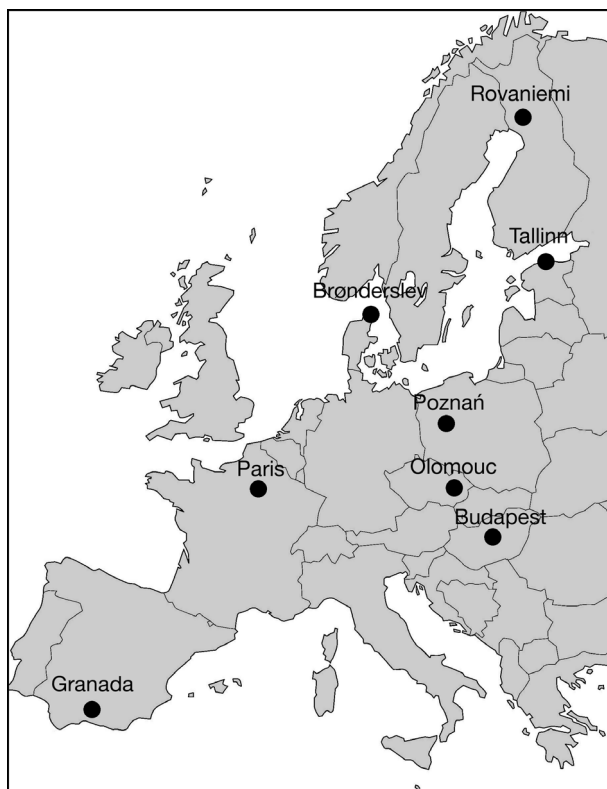 Rovaniemi
Tallinn
Brønderslev
Poznań
Paris
Olomouc
Budapest
Granada